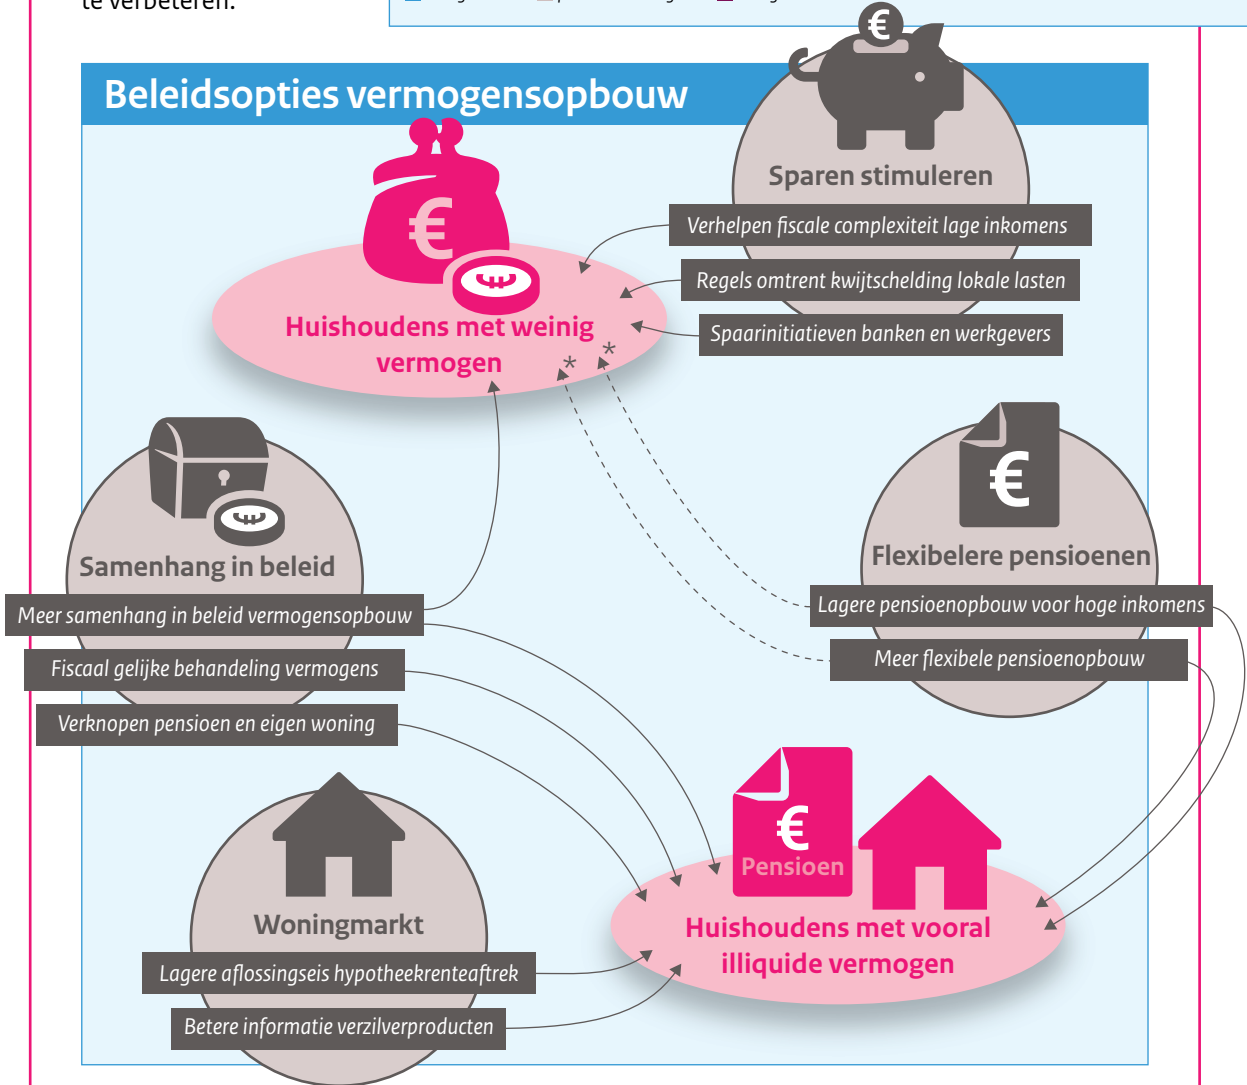 te verbeteren.
€
Beleidsopties vermogensopbouw
Sparen stimuleren
Verhelpen fiscale complexiteit lage inkomens
Regels omtrent kwijtschelding lokale lasten
Spaarinitiatieven banken en werkgevers
€
Huishoudens met weinig
vermogen
*
*
Samenhang in beleid
Meer samenhang in beleid vermogensopbouw
Fiscaal gelijke behandeling vermogens
Verknopen pensioen en eigen woning
€
Flexibelere pensioenen
Lagere pensioenopbouw voor hoge inkomens
Meer flexibele pensioenopbouw
Woningmarkt
Lagere aflossingseis hypotheekrenteaftrek
Betere informatie verzilverproducten
€
Pensioen
Huishoudens met vooral
illiquide vermogen